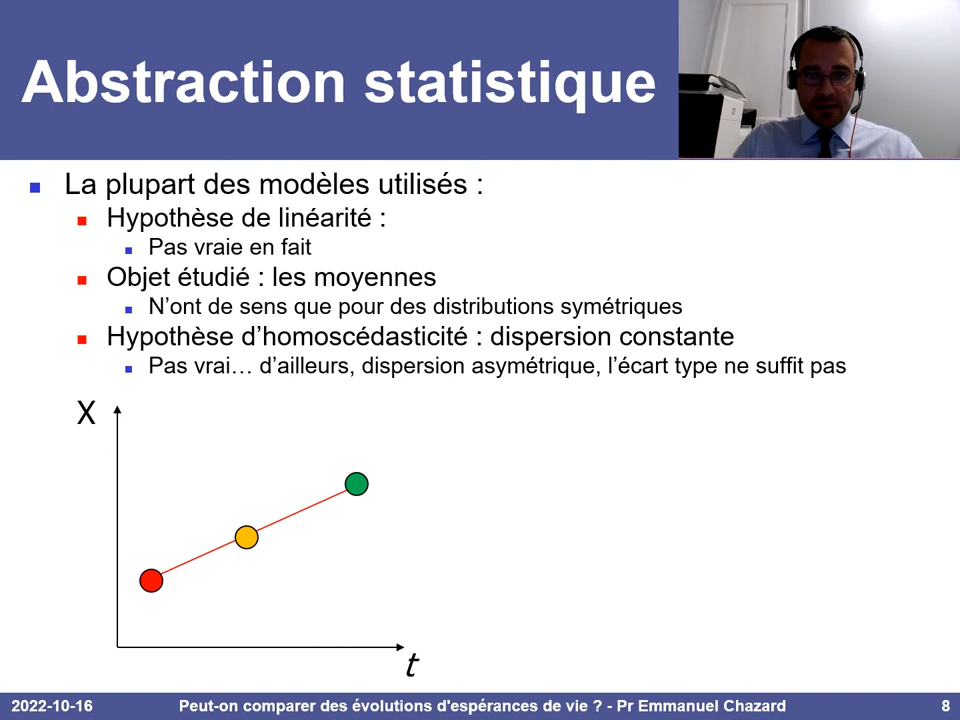 Abstraction statistique
La plupart des modèles utilisés :
Hypothèse de linéarité :
Pas vraie en fait
Objet étudié : les moyennes
N'ont de sens que pour des distributions symétriques
Hypothèse d'homoscédasticité : dispersion constante
Pas vrai… d'ailleurs, dispersion asymétrique, l'écart type ne suffit pas
X
t
2022-10-16 Peut-on comparer des évolutions d'espérances de vie ? - Pr Emmanuel Chazard 8